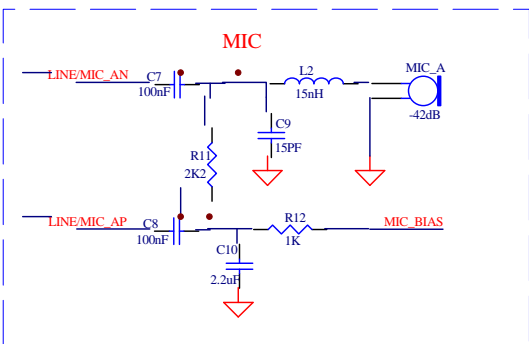 MIC
LINE/MIC_AN
C7
100nF
L2
15nH
MIC_A
-42dB
C9
15PF
R11
2K2
LINE/MIC_AP
C8
100nF
R12
1K
MIC_BIAS
C10
2.2uF